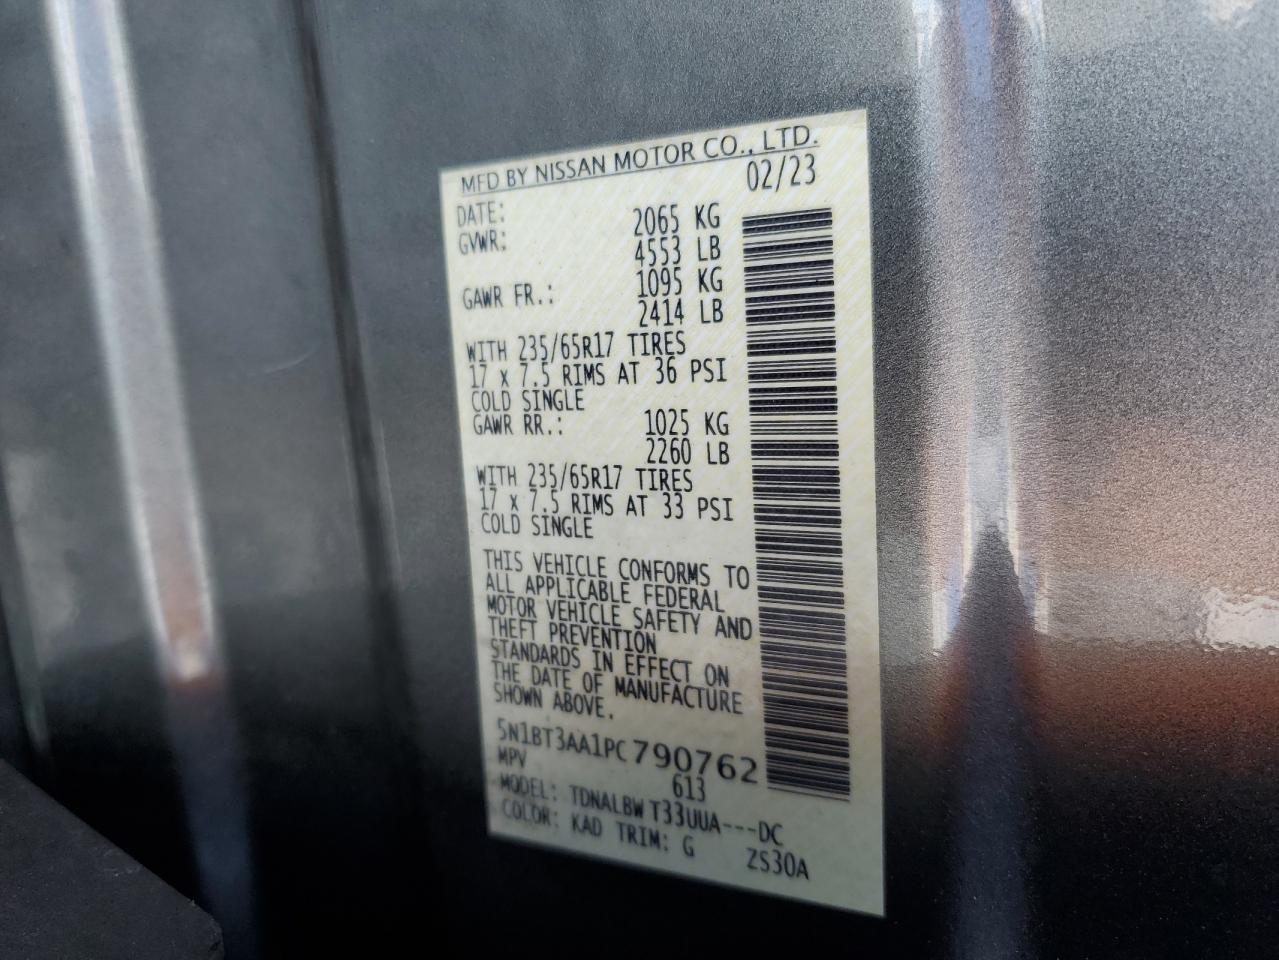 MFD BY NISSAN MOTOR CO., LTD.
DATE: 02/23
GVWR: 2065 KG
4553 LB
GAWR FR.: 1095 KG
2414 LB
WITH 235/65R17 TIRES
17 X 7.5 RIMS AT 36 PSI
COLD SINGLE
GAWR RR.: 1025 KG
2260 LB
WITH 235/65R17 TIRES
17 X 7.5 RIMS AT 33 PSI
COLD SINGLE
THIS VEHICLE CONFORMS TO
ALL APPLICABLE FEDERAL
MOTOR VEHICLE SAFETY AND
THEFT PREVENTION
STANDARDS IN EFFECT ON
THE DATE OF MANUFACTURE
SHOWN ABOVE.
5N1BT3AA1PC790762
MPV 613
MODEL: TDNALBW T33UUA---DC
COLOR: KAD TRIM: G ZS30A